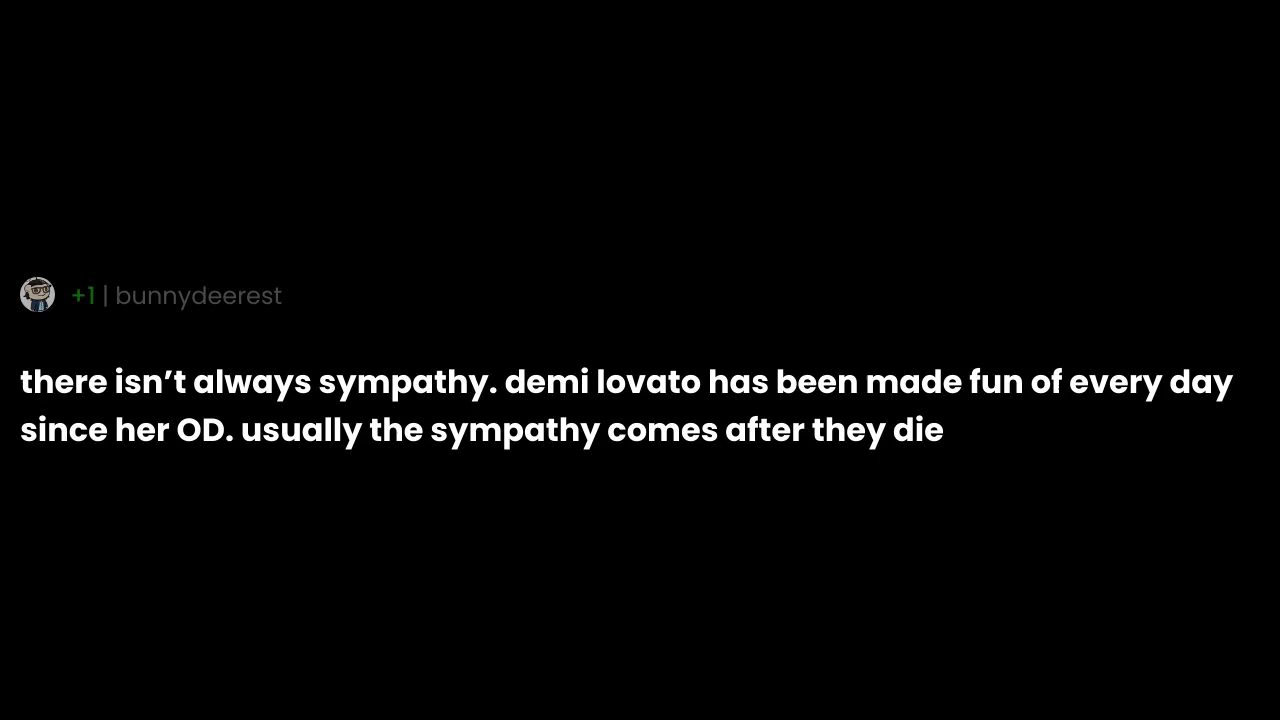 +1 | bunnydeerest
there isn’t always sympathy. demi lovato has been made fun of every day
since her OD. usually the sympathy comes after they die